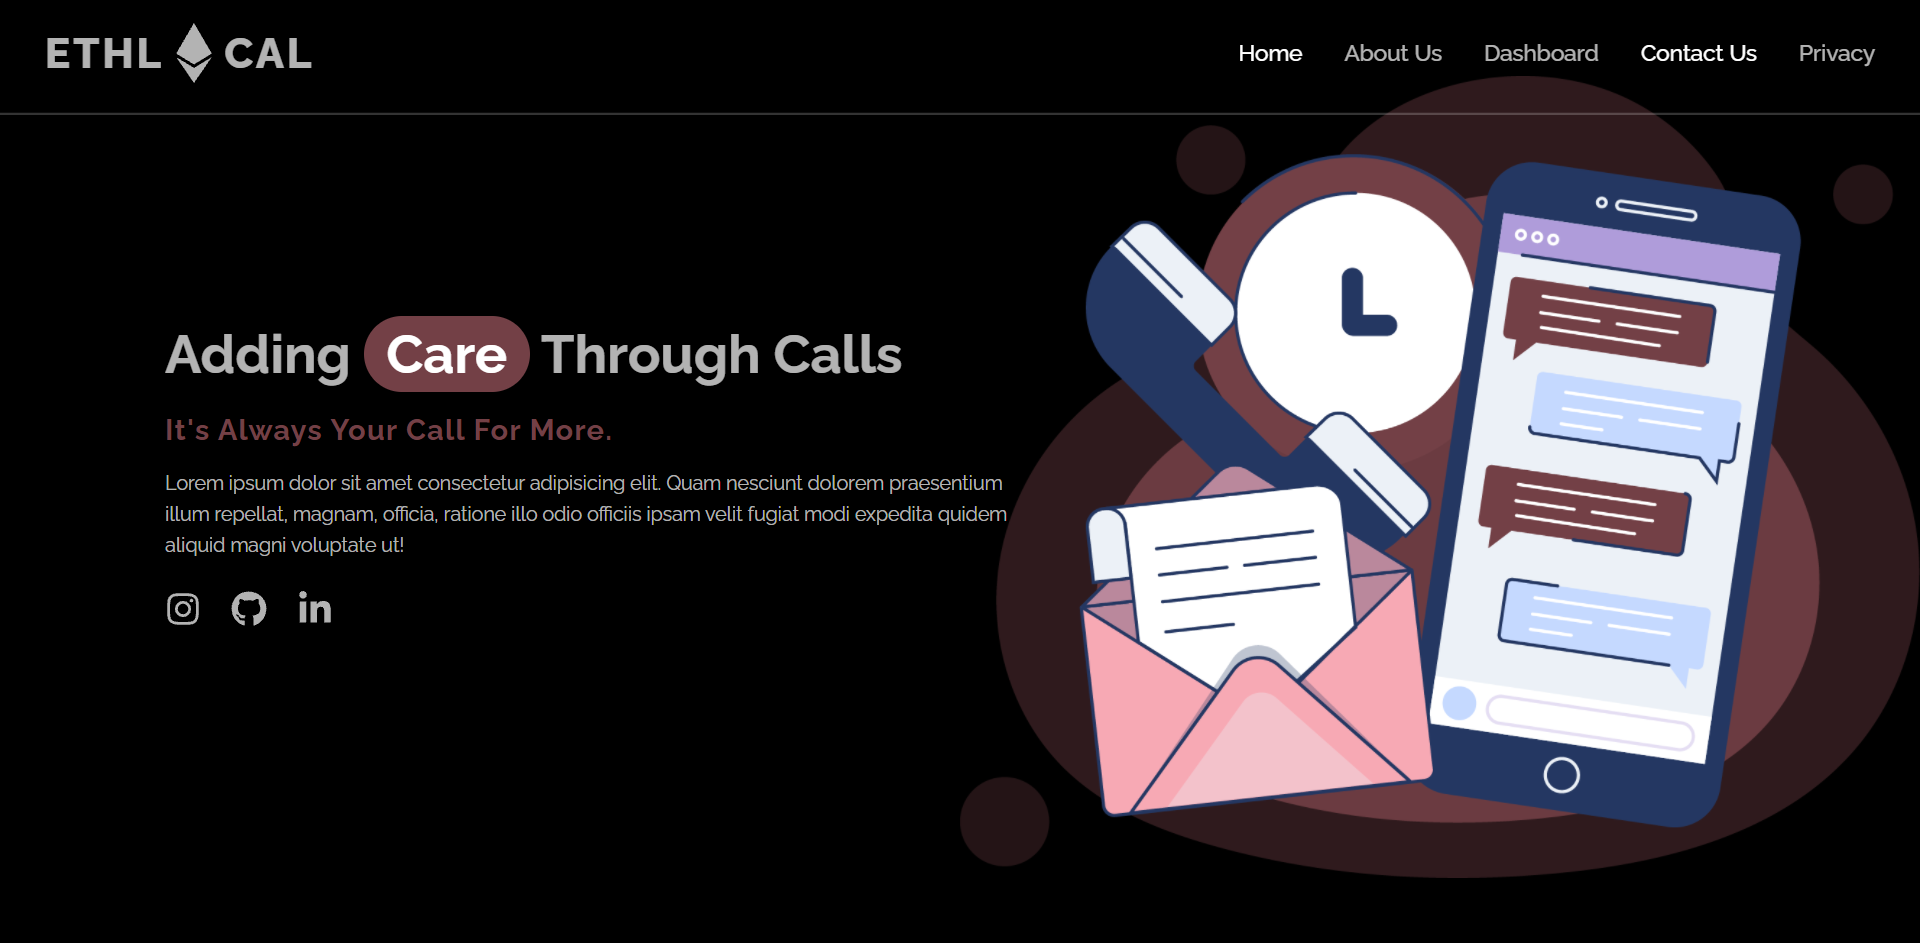 ETHL CAL
Home About Us Dashboard Contact Us Privacy
Adding Care Through Calls
It's Always Your Call For More.
Lorem ipsum dolor sit amet consectetur adipisicing elit. Quam nesciunt dolorem praesentium
illum repellat, magnam, officia, ratione illo odio officiis ipsam velit fugiat modi expedita quidem
aliquid magni voluptate ut!
in